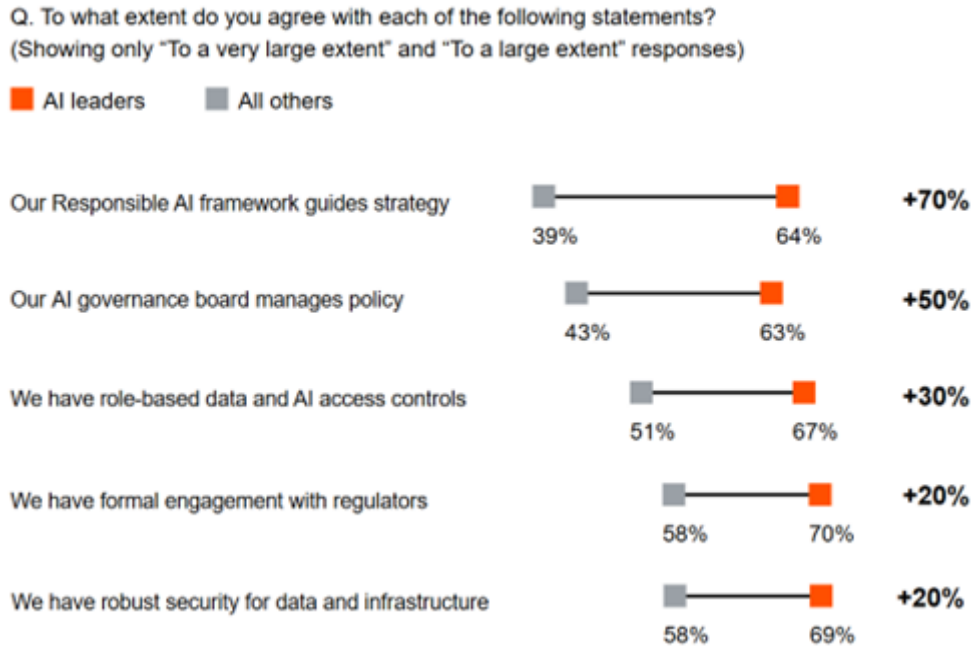 Q. To what extent do you agree with each of the following statements?
(Showing only “To a very large extent” and “To a large extent” responses)
AI leaders All others
Our Responsible AI framework guides strategy +70%
39% 64%
Our AI governance board manages policy +50%
43% 63%
We have role-based data and AI access controls +30%
51% 67%
We have formal engagement with regulators +20%
58% 70%
We have robust security for data and infrastructure +20%
58% 69%